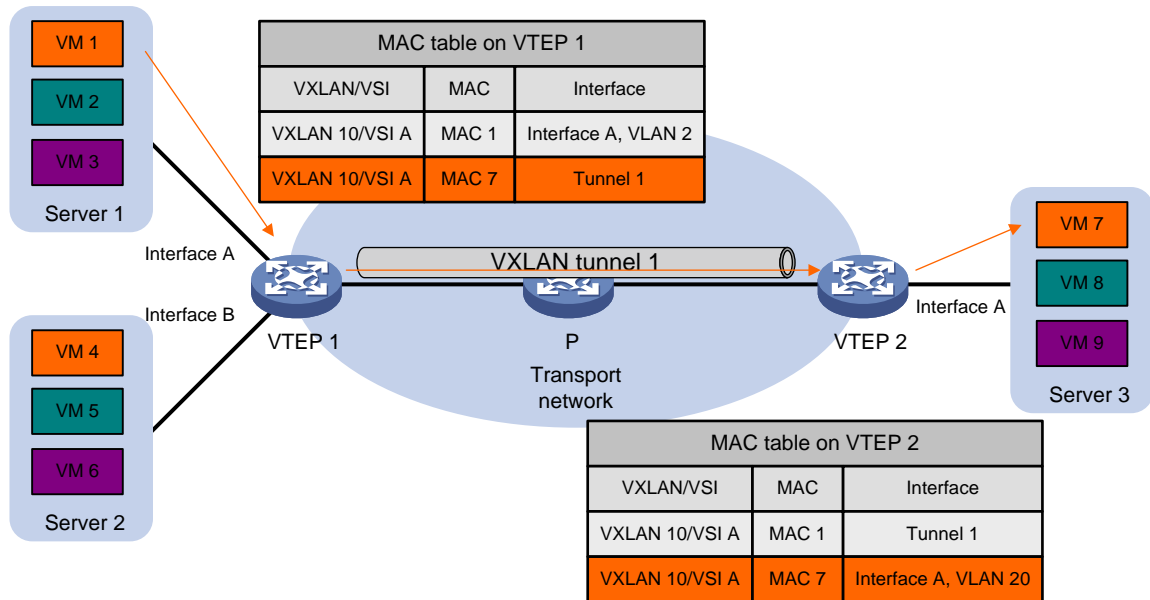 VM 1
VM 2
VM 3
Server 1
MAC table on VTEP 1
VXLAN/VSI MAC Interface
VXLAN 10/VSI A MAC 1 Interface A, VLAN 2
VXLAN 10/VSI A MAC 7 Tunnel 1
Interface A
Interface B
VTEP 1
VXLAN tunnel 1
P
Transport
network
VTEP 2
Interface A
VM 7
VM 8
VM 9
Server 3
VM 4
VM 5
VM 6
Server 2
MAC table on VTEP 2
VXLAN/VSI MAC Interface
VXLAN 10/VSI A MAC 1 Tunnel 1
VXLAN 10/VSI A MAC 7 Interface A, VLAN 20